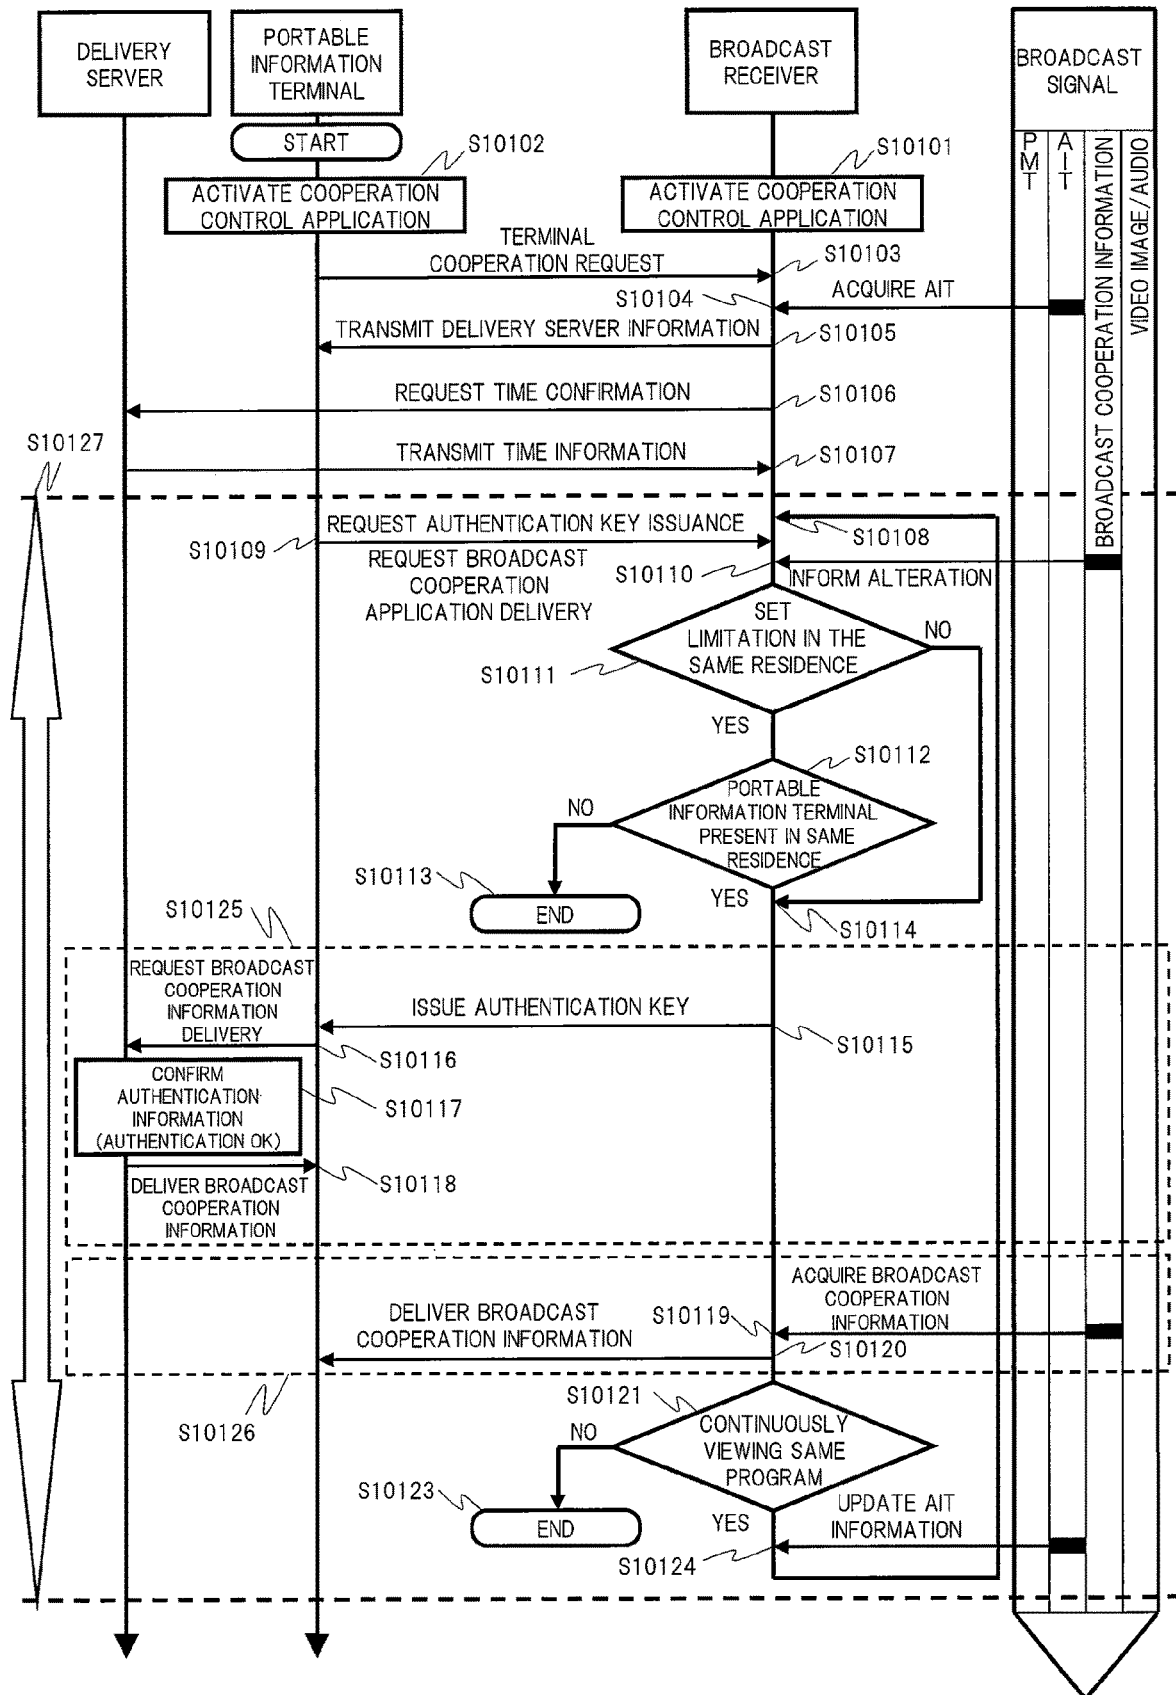 DELIVERY
SERVER
PORTABLE
INFORMATION
TERMINAL
BROADCAST
RECEIVER
BROADCAST
SIGNAL
START
PMT
AIT
BROADCAST COOPERATION INFORMATION
VIDEO IMAGE/AUDIO
S10102
S10101
ACTIVATE COOPERATION
CONTROL APPLICATION
ACTIVATE COOPERATION
CONTROL APPLICATION
TERMINAL
COOPERATION REQUEST
S10103
S10104
ACQUIRE AIT
TRANSMIT DELIVERY SERVER INFORMATION
S10105
REQUEST TIME CONFIRMATION
S10106
S10127
TRANSMIT TIME INFORMATION
S10107
REQUEST AUTHENTICATION KEY ISSUANCE
S10108
S10109
REQUEST BROADCAST
COOPERATION
APPLICATION DELIVERY
S10110
INFORM ALTERATION
SET
LIMITATION IN THE
SAME RESIDENCE
NO
S10111
YES
S10112
PORTABLE
INFORMATION TERMINAL
PRESENT IN SAME
RESIDENCE
NO
S10113
END
YES
S10114
S10125
REQUEST BROADCAST
COOPERATION
INFORMATION
DELIVERY
ISSUE AUTHENTICATION KEY
S10115
S10116
CONFIRM
AUTHENTICATION
INFORMATION
(AUTHENTICATION OK)
S10117
S10118
DELIVER BROADCAST
COOPERATION
INFORMATION
ACQUIRE BROADCAST
COOPERATION
INFORMATION
DELIVER BROADCAST
COOPERATION INFORMATION
S10119
S10120
S10126
S10121
CONTINUOUSLY
VIEWING SAME
PROGRAM
NO
S10123
END
YES
UPDATE AIT
INFORMATION
S10124